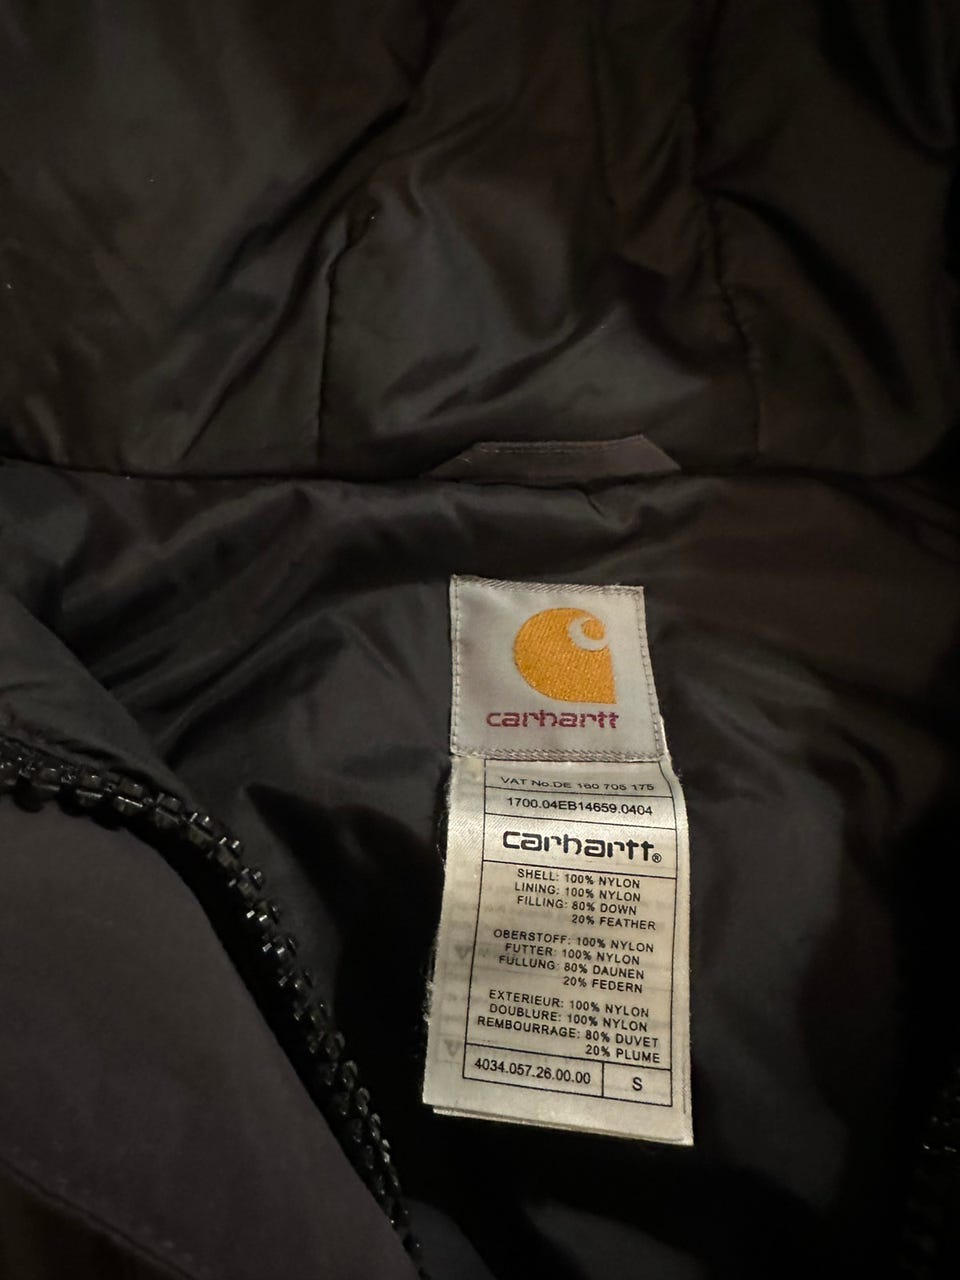 carhartt
VAT No.DE 180 705 175
1700.04EB14659.0404
carhartt®
SHELL: 100% NYLON
LINING: 100% NYLON
FILLING: 80% DOWN
20% FEATHER
OBERSTOFF: 100% NYLON
FUTTER: 100% NYLON
FÜLLUNG: 80% DAUNEN
20% FEDERN
EXTERIEUR: 100% NYLON
DOUBLURE: 100% NYLON
REMBOURRAGE: 80% DUVET
20% PLUME
4034.057.26.00.00 S